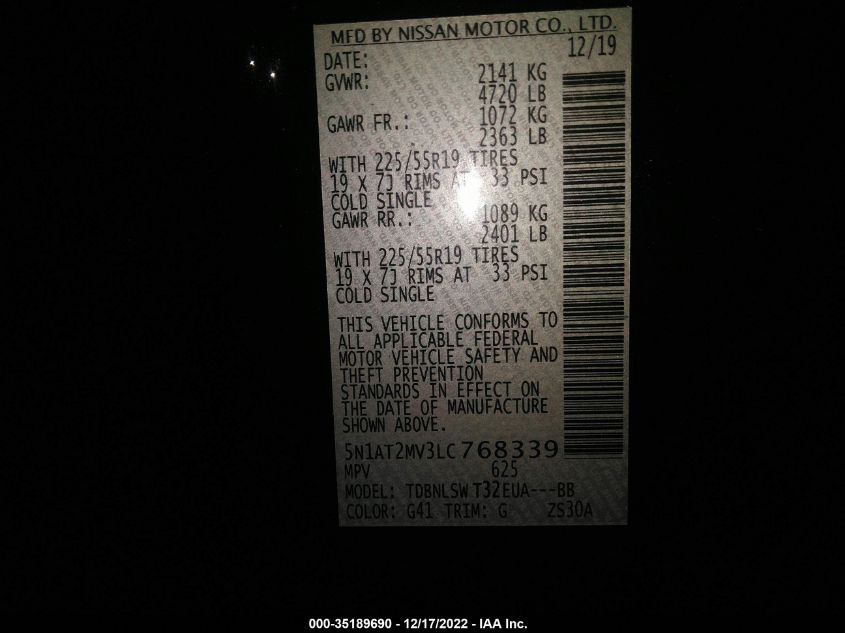 MFD BY NISSAN MOTOR CO., LTD.
DATE: 12/19
GVWR: 2141 KG
4720 LB
GAWR FR.: 1072 KG
2363 LB
WITH 225/55R19 TIRES
19 X 7J RIMS AT 33 PSI
COLD SINGLE
GAWR RR.: 1089 KG
2401 LB
WITH 225/55R19 TIRES
19 X 7J RIMS AT 33 PSI
COLD SINGLE
THIS VEHICLE CONFORMS TO
ALL APPLICABLE FEDERAL
MOTOR VEHICLE SAFETY AND
THEFT PREVENTION
STANDARDS IN EFFECT ON
THE DATE OF MANUFACTURE
SHOWN ABOVE.
5N1AT2MV3LC768339
MPV 625
MODEL: TDBNLSW T32EUA---BB
COLOR: G41 TRIM: G ZS30A
000-35189690 - 12/17/2022 - IAA Inc.